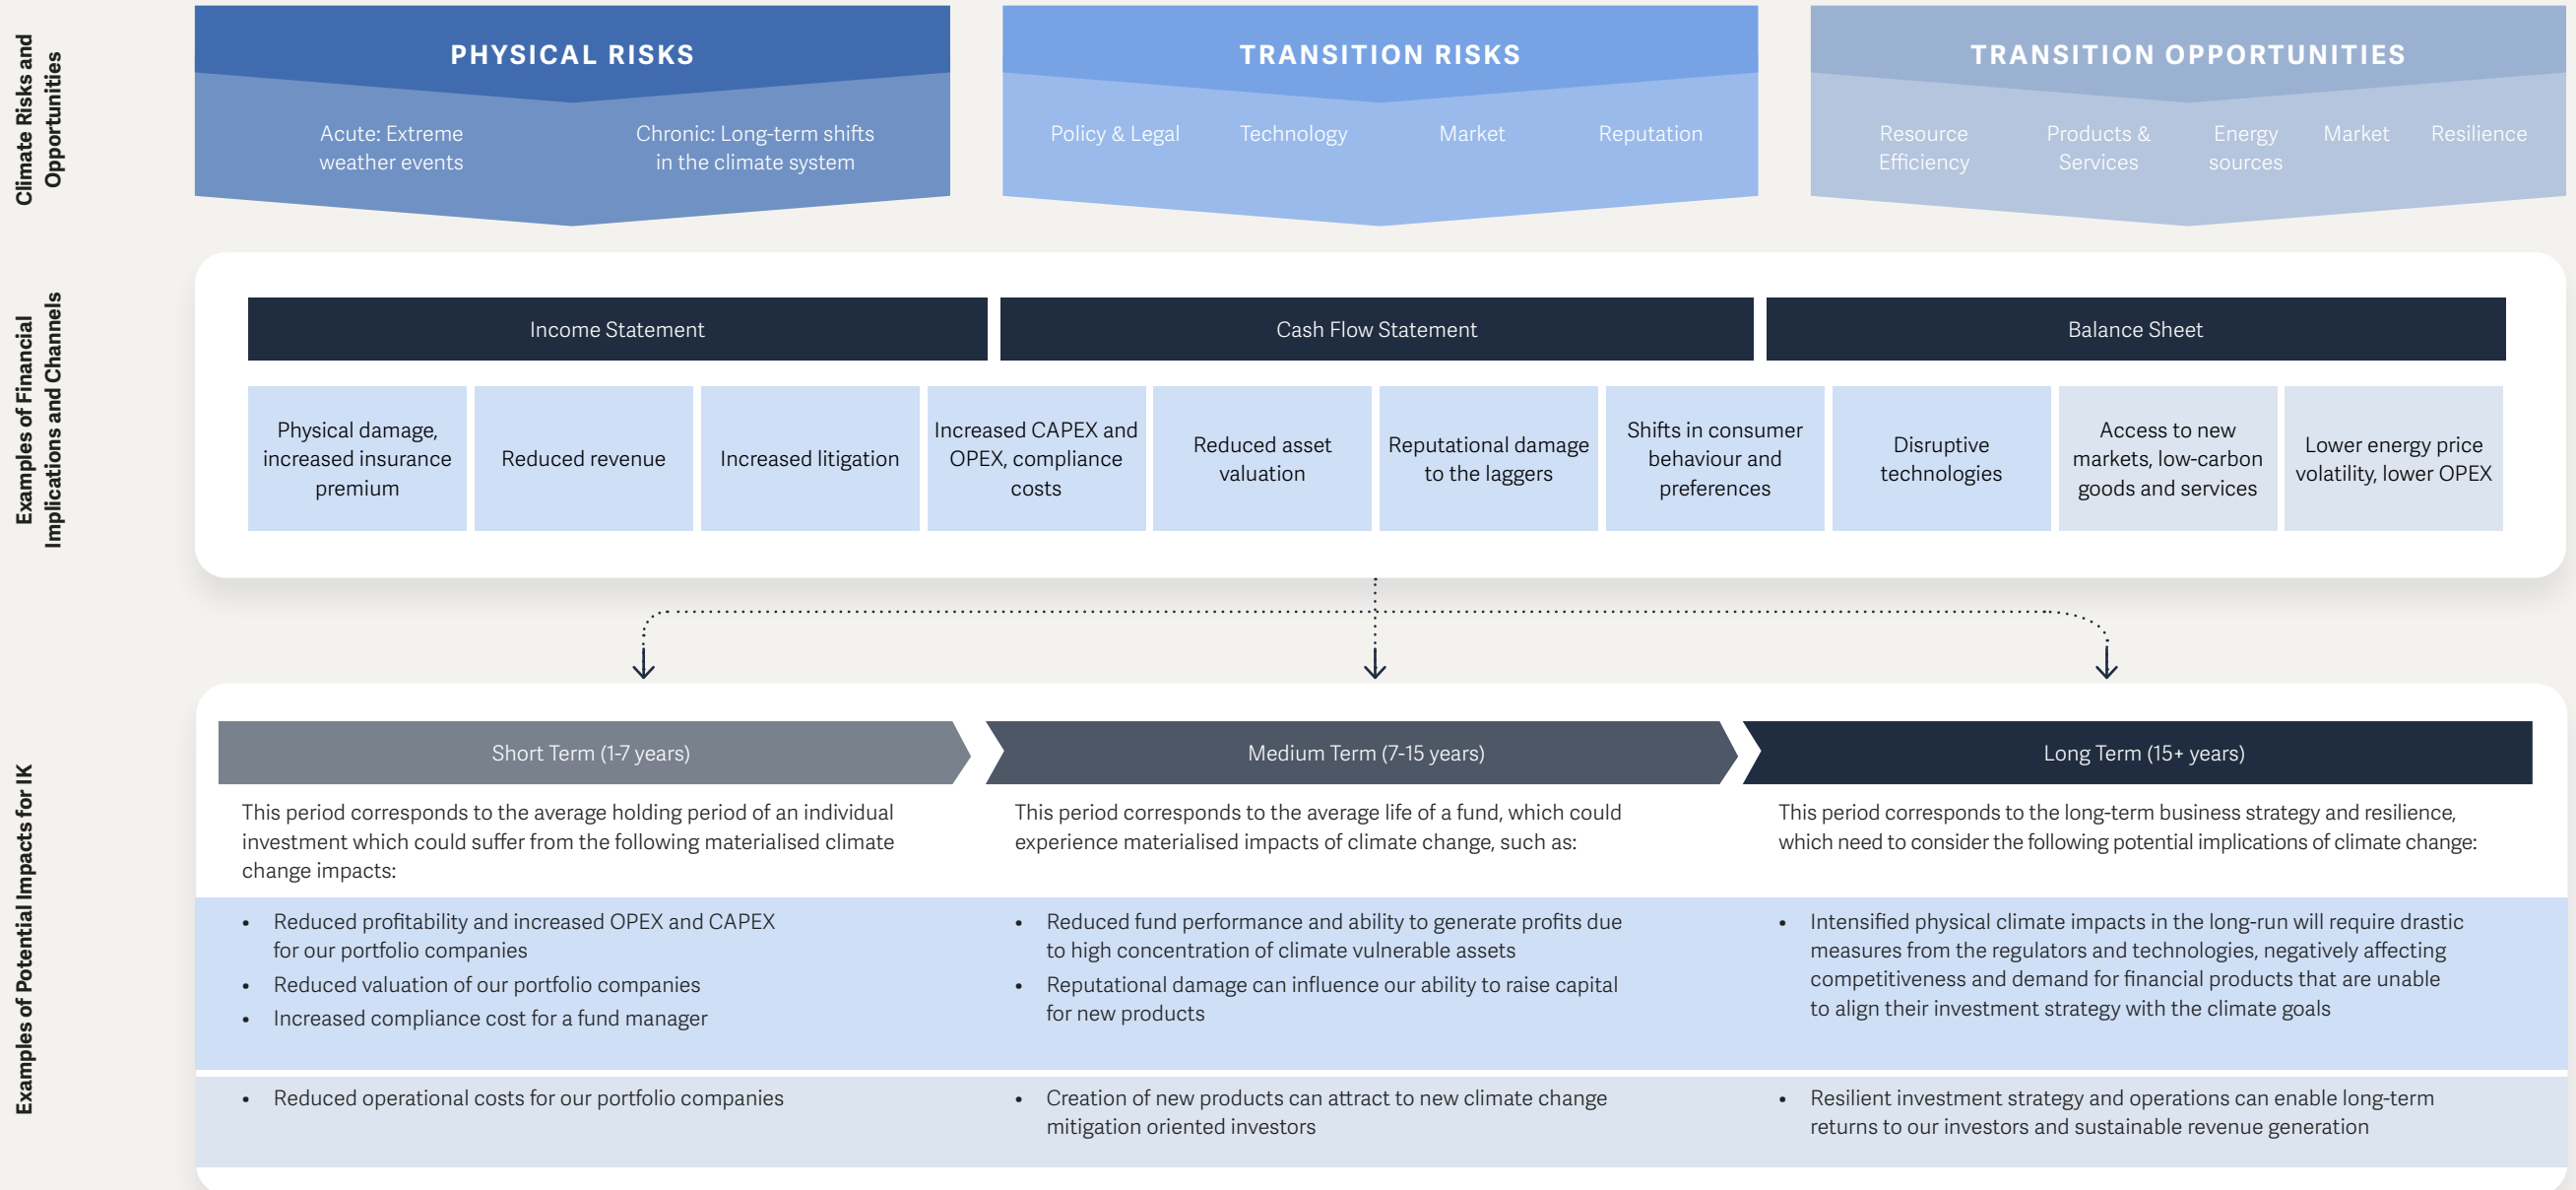 Climate Risks and
Opportunities
PHYSICAL RISKS
Acute: Extreme
weather events
Chronic: Long-term shifts
in the climate system
TRANSITION RISKS
Policy & Legal
Technology
Market
Reputation
TRANSITION OPPORTUNITIES
Resource
Efficiency
Products &
Services
Energy
sources
Market
Resilience
Examples of Financial
Implications and Channels
Income Statement
Cash Flow Statement
Balance Sheet
Physical damage,
increased insurance
premium
Reduced revenue
Increased litigation
Increased CAPEX and
OPEX, compliance
costs
Reduced asset
valuation
Reputational damage
to the laggers
Shifts in consumer
behaviour and
preferences
Disruptive
technologies
Access to new
markets, low-carbon
goods and services
Lower energy price
volatility, lower OPEX
Examples of Potential Impacts for IK
Short Term (1-7 years)
This period corresponds to the average holding period of an individual
investment which could suffer from the following materialised climate
change impacts:
• Reduced profitability and increased OPEX and CAPEX
for our portfolio companies
• Reduced valuation of our portfolio companies
• Increased compliance cost for a fund manager
• Reduced operational costs for our portfolio companies
Medium Term (7-15 years)
This period corresponds to the average life of a fund, which could
experience materialised impacts of climate change, such as:
• Reduced fund performance and ability to generate profits due
to high concentration of climate vulnerable assets
• Reputational damage can influence our ability to raise capital
for new products
• Creation of new products can attract to new climate change
mitigation oriented investors
Long Term (15+ years)
This period corresponds to the long-term business strategy and resilience,
which need to consider the following potential implications of climate change:
• Intensified physical climate impacts in the long-run will require drastic
measures from the regulators and technologies, negatively affecting
competitiveness and demand for financial products that are unable
to align their investment strategy with the climate goals
• Resilient investment strategy and operations can enable long-term
returns to our investors and sustainable revenue generation